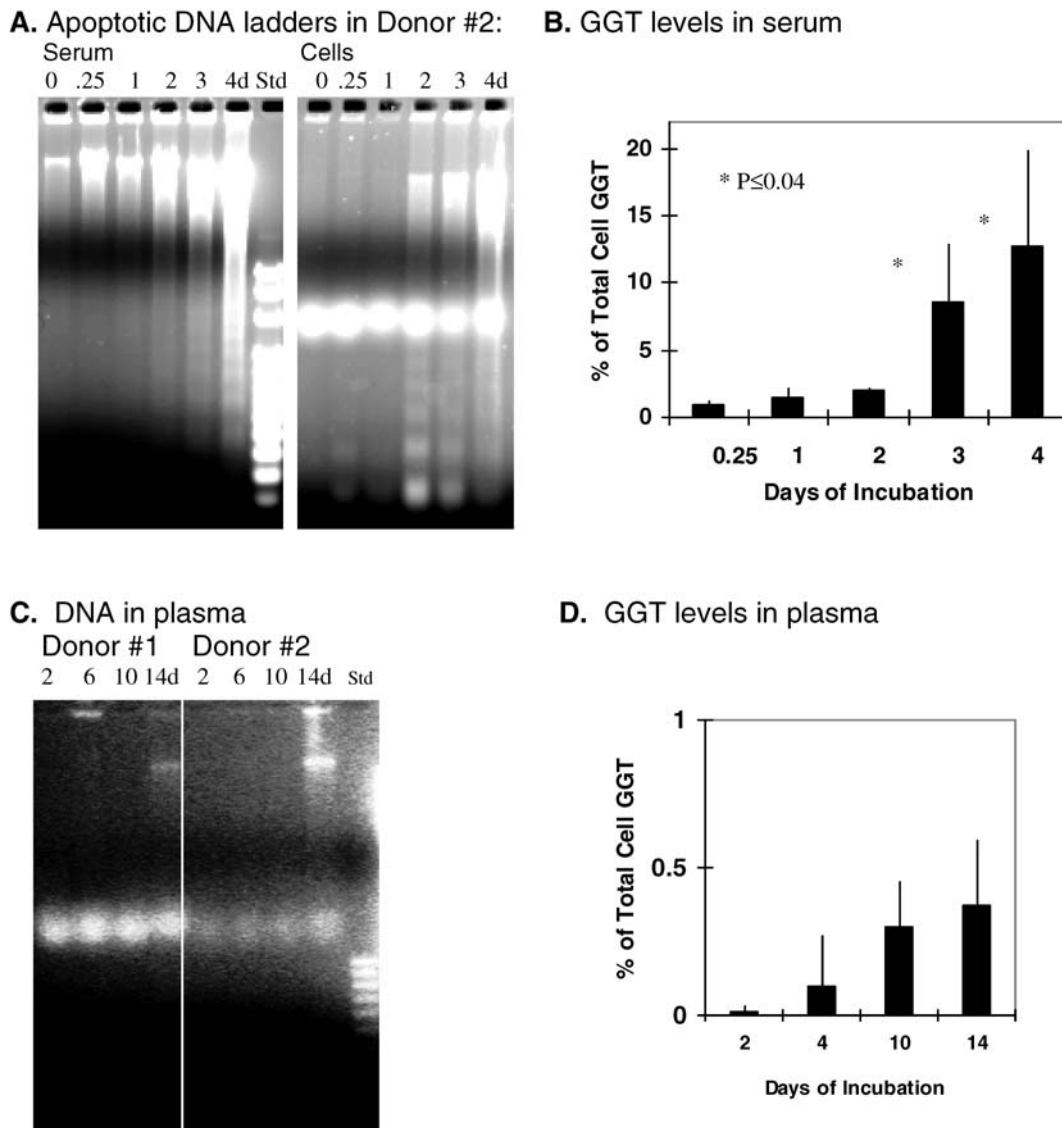 A. Apoptotic DNA ladders in Donor #2:
Serum
Cells
0 .25 1 2 3 4d Std
0 .25 1 2 3 4d
B. GGT levels in serum
% of Total Cell GGT
20
15
10
5
0
* P≤0.04
*
*
0.25 1 2 3 4
Days of Incubation
C. DNA in plasma
Donor #1 Donor #2
2 6 10 14d 2 6 10 14d Std
D. GGT levels in plasma
% of Total Cell GGT
1
0.5
0
2 4 10 14
Days of Incubation